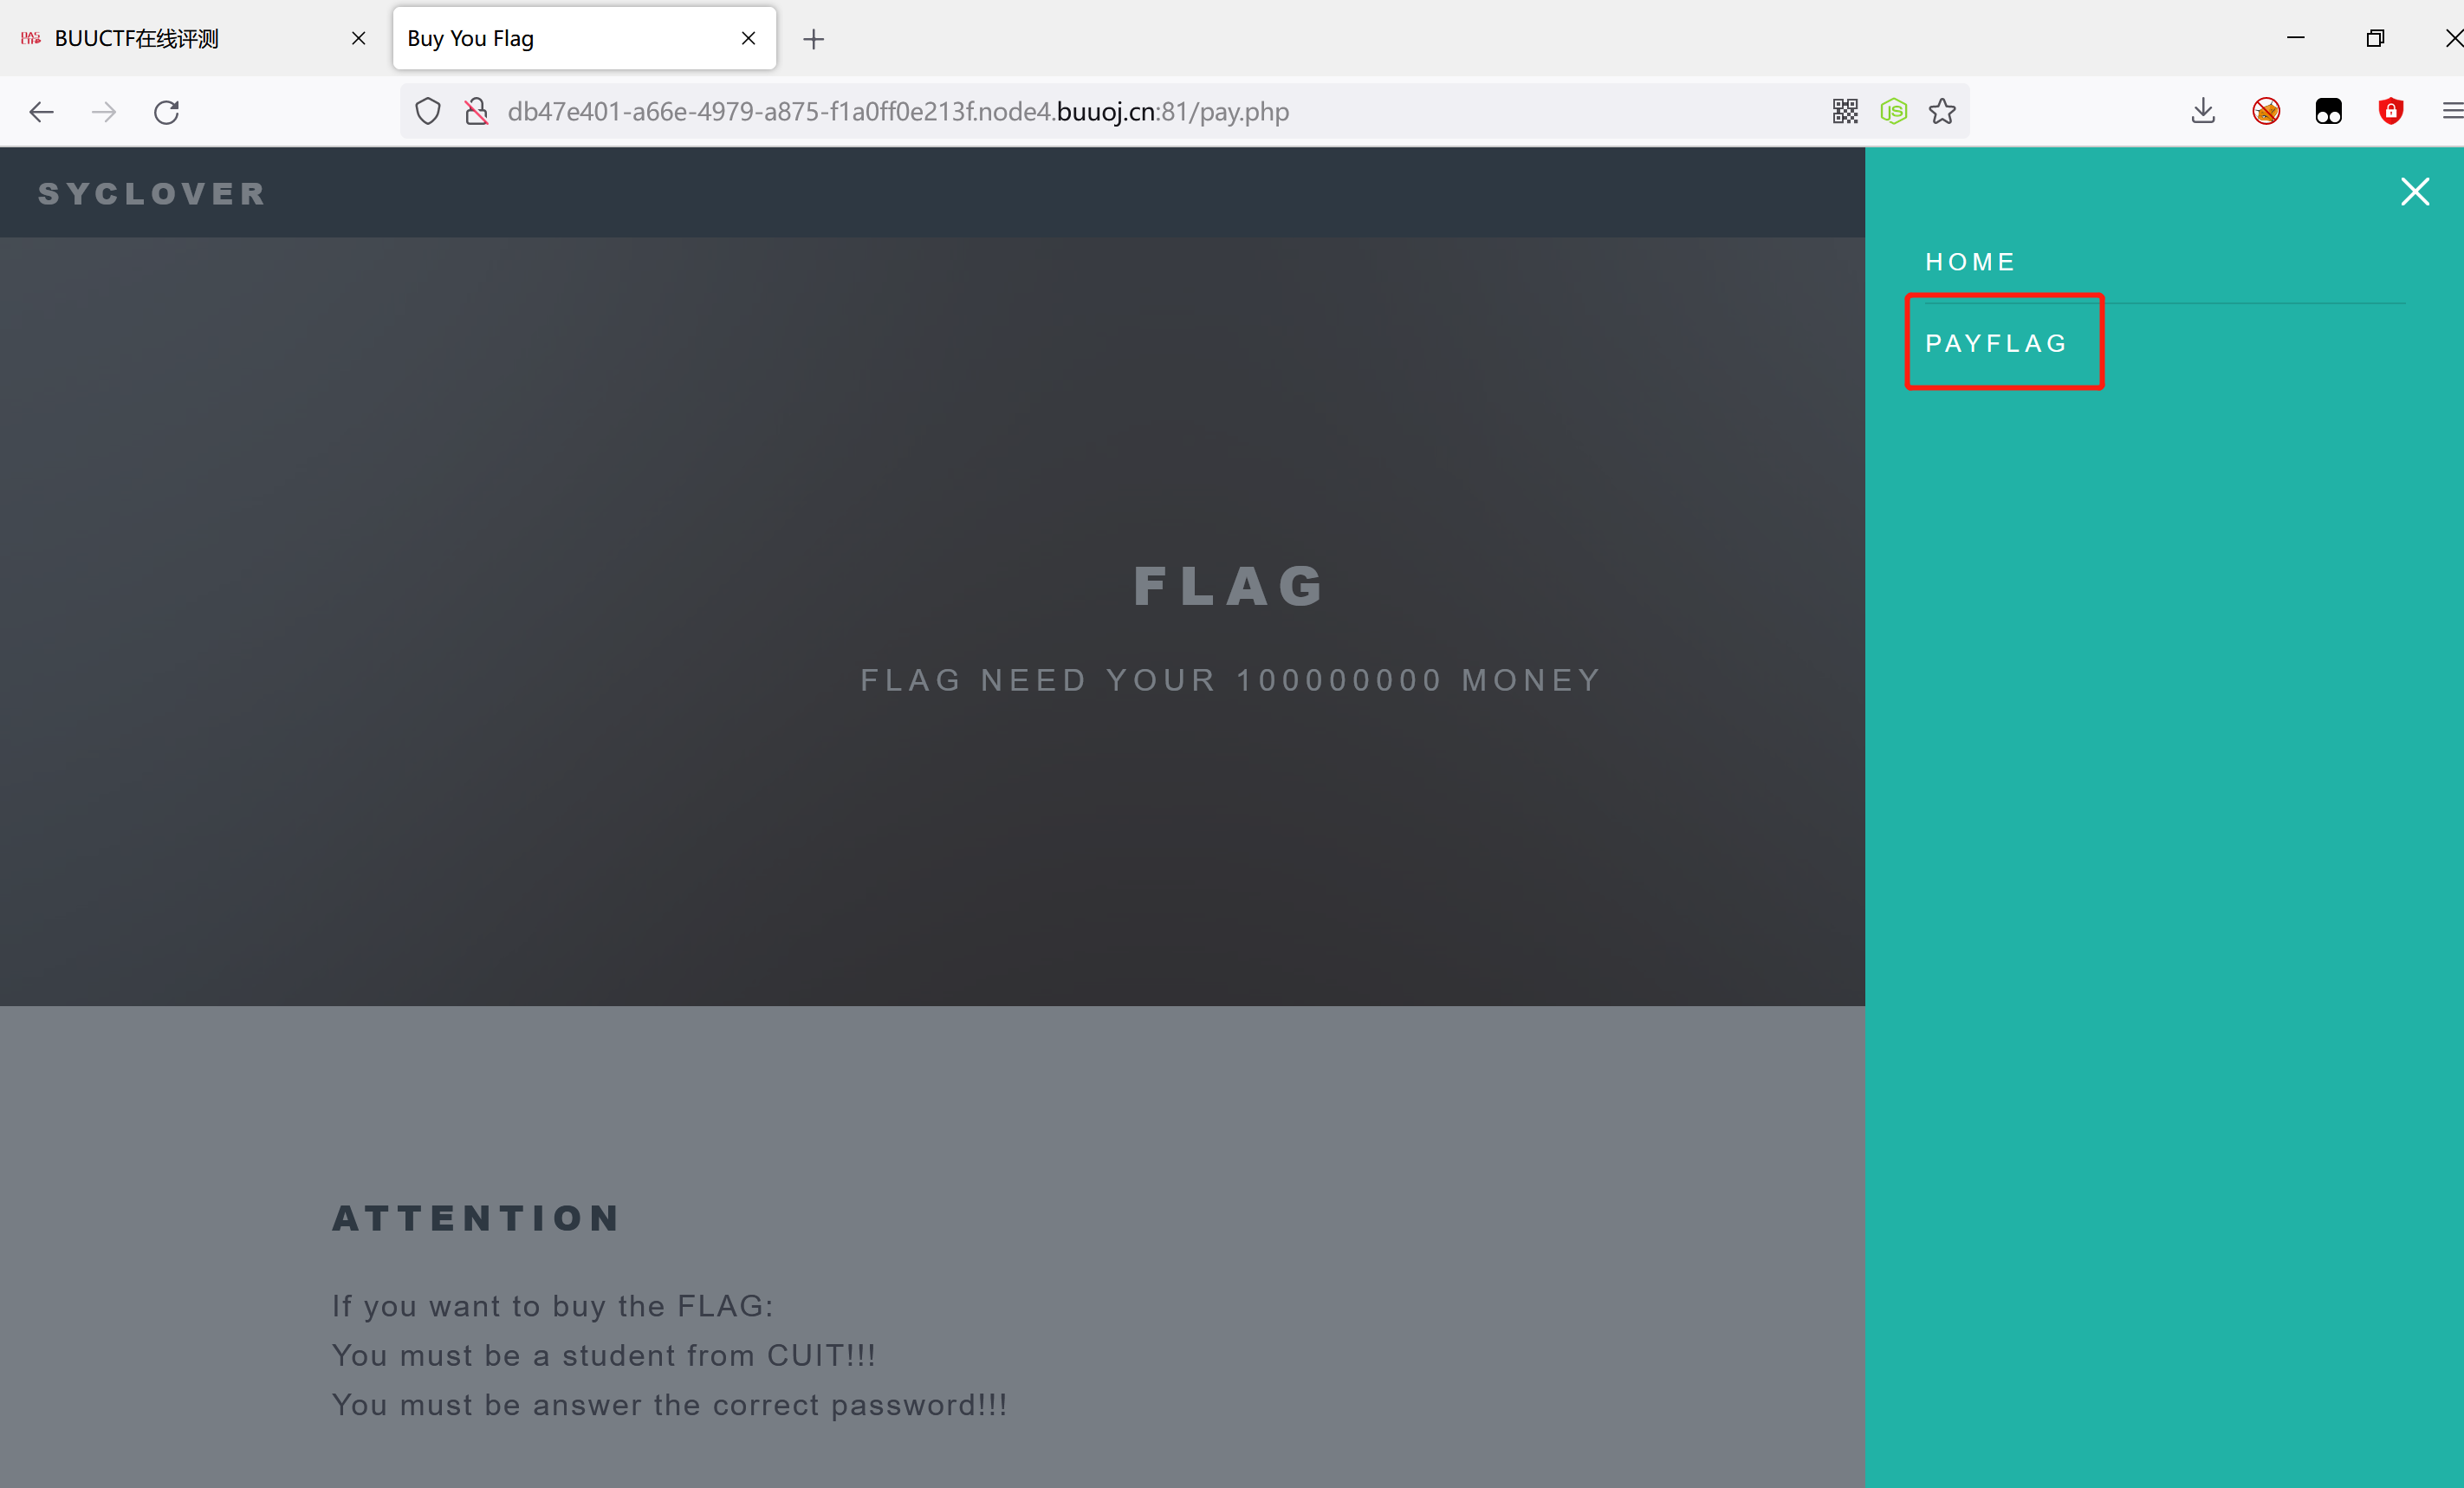 BUUCTF在线评测
Buy You Flag
db47e401-a66e-4979-a875-f1a0ff0e213f.node4.buuoj.cn:81/pay.php
SYCLOVER
HOME
PAYFLAG
FLAG
FLAG NEED YOUR 100000000 MONEY
ATTENTION
If you want to buy the FLAG:
You must be a student from CUIT!!!
You must be answer the correct password!!!